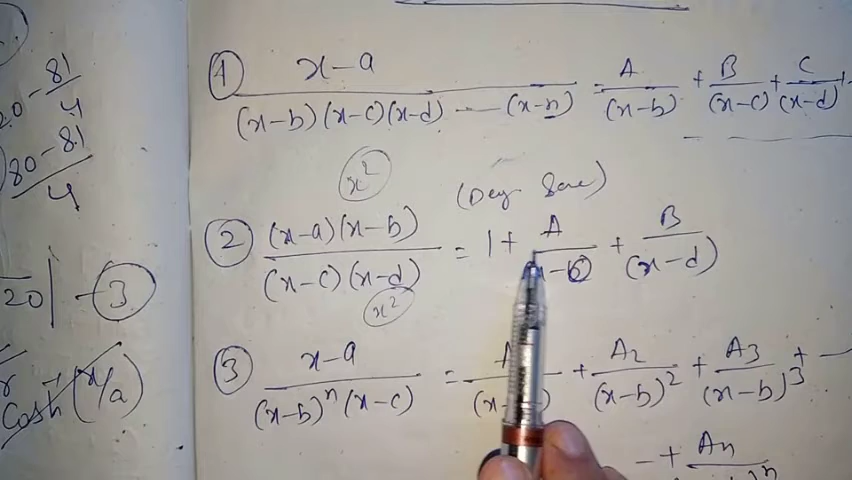 20 - 81/4
80-81/4
20 | - 3
Cosh⁻¹(x/a)
① (x-a)/((x-b)(x-c)(x-d) --- (x-n)) = A/(x-b) + B/(x-c) + C/(x-d) +
x²
(Deg Same)
② ((x-a)(x-b))/((x-c)(x-d)) = 1 + A/(x-c) + B/(x-d)
x²
③ (x-a)/((x-b)ⁿ(x-c)) = A/(x + A₂/(x-b)² + A₃/(x-b)³ + -
- + Aₙ/